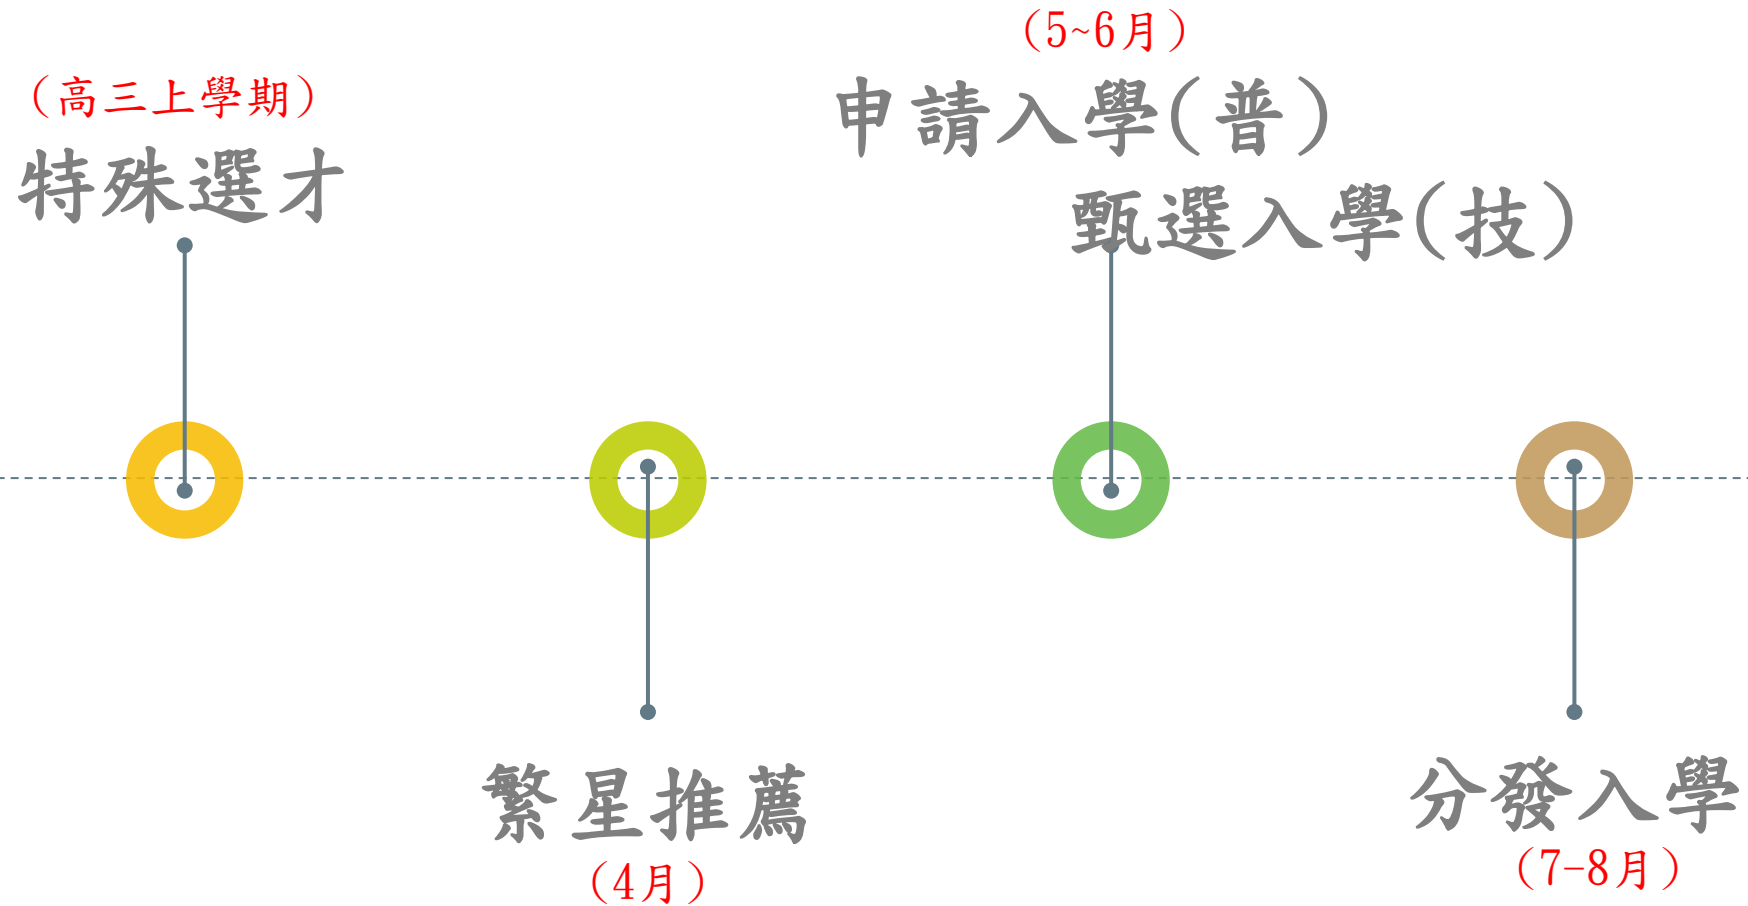 (高三上學期)
特殊選才
繁星推薦
(4月)
(5~6月)
申請入學(普)
甄選入學(技)
分發入學
(7-8月)